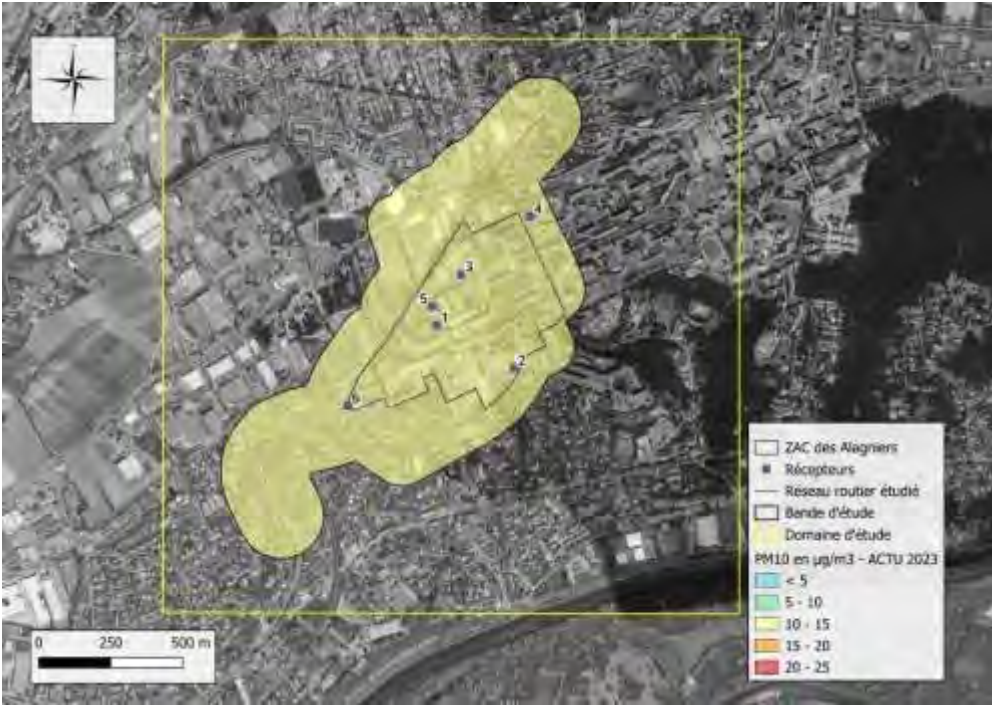 4
3
5
1
2
ZAC des Alagniers
Récepteurs
Réseau routier étudié
Bande d'étude
Domaine d'étude
PM10 en µg/m3 - ACTU 2023
< 5
5 - 10
10 - 15
15 - 20
20 - 25
0 250 500 m